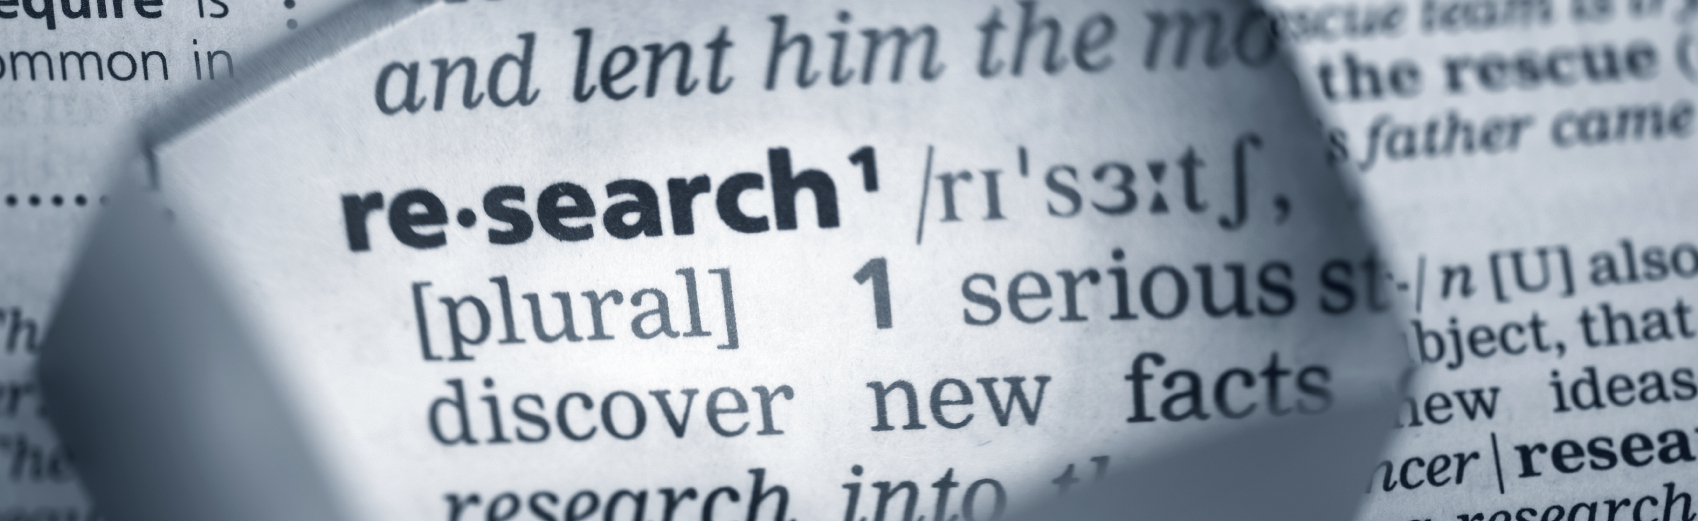 equire is
ommon in
and lent him the mo
re·search¹ /rɪˈsɜːtʃ,
[plural] 1 serious st
discover new facts
research into
scue team is
the rescue (
s father came
-/ n [U] also
bject, that
new ideas
ncer | resea
research